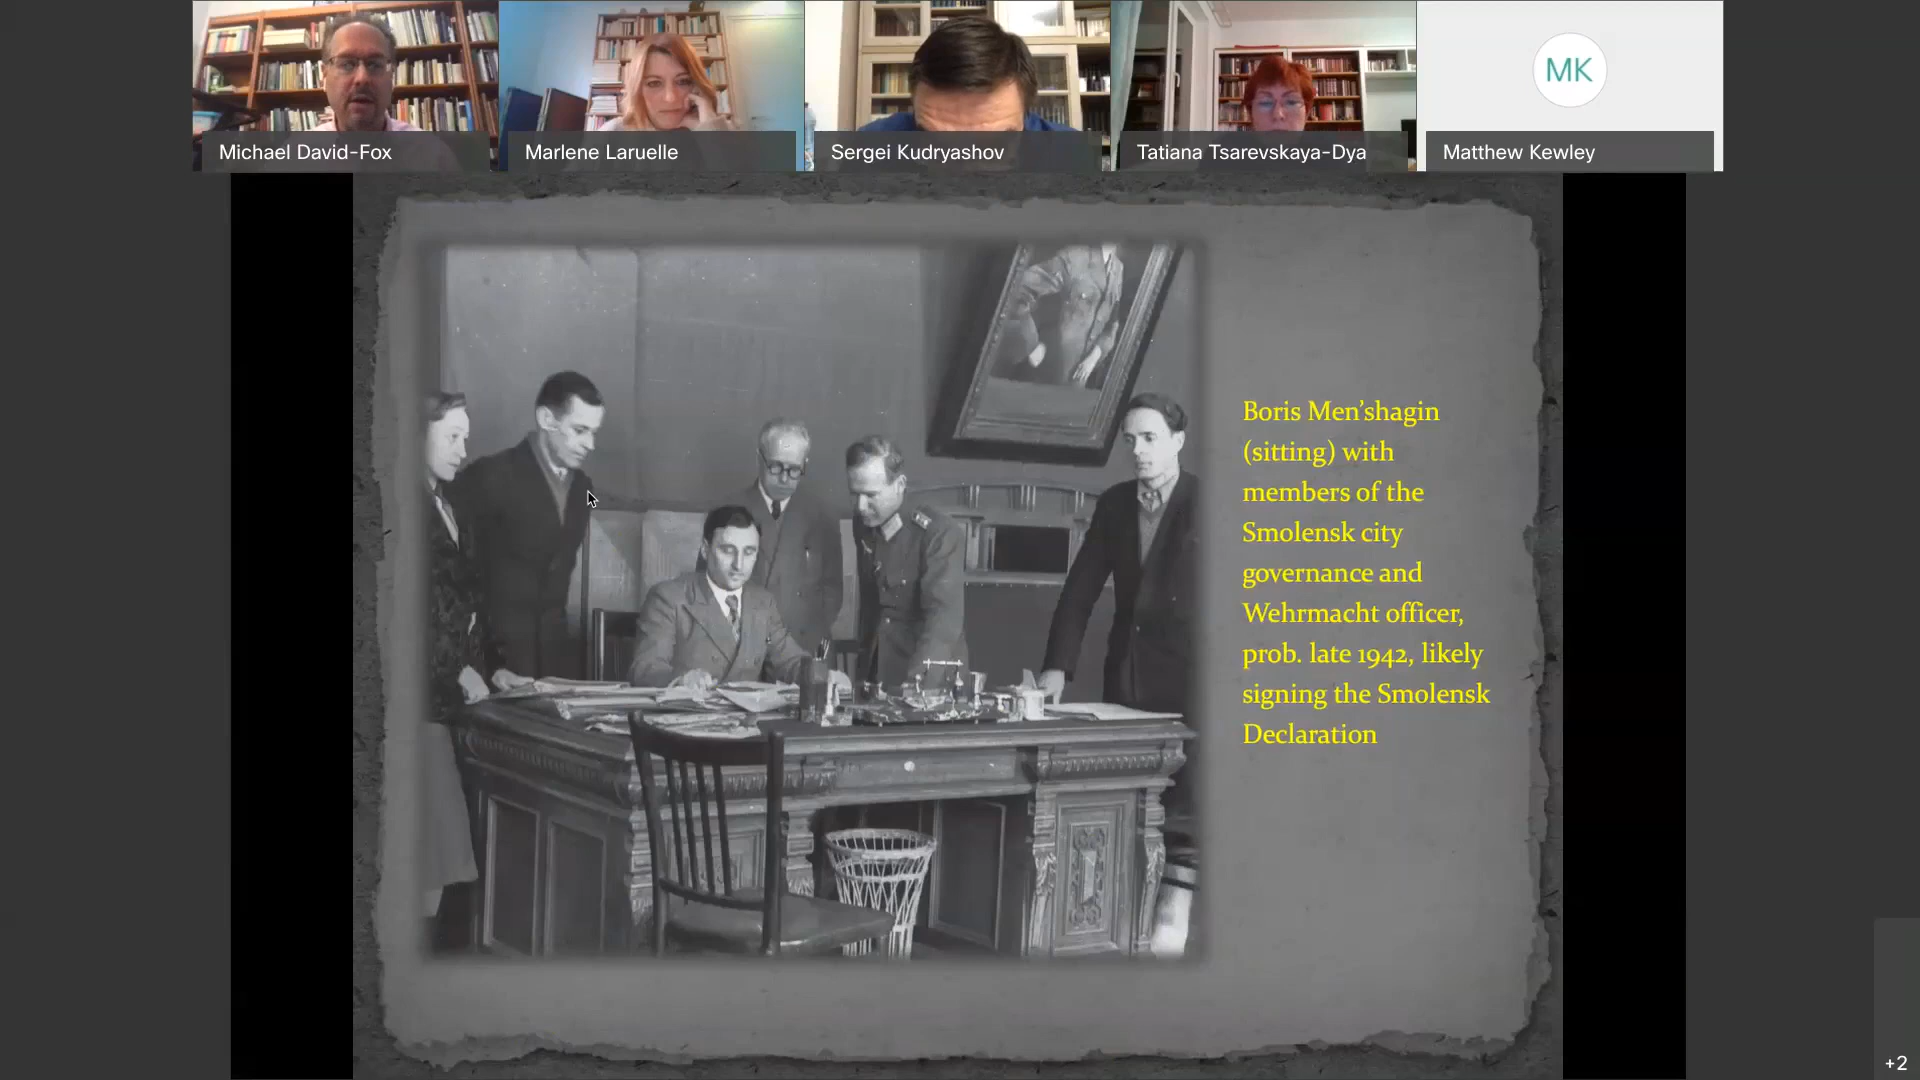 MK
Michael David-Fox
Marlene Laruelle
Sergei Kudryashov
Tatiana Tsarevskaya-Dya
Matthew Kewley
Boris Men’shagin
(sitting) with
members of the
Smolensk city
governance and
Wehrmacht officer,
prob. late 1942, likely
signing the Smolensk
Declaration
+2